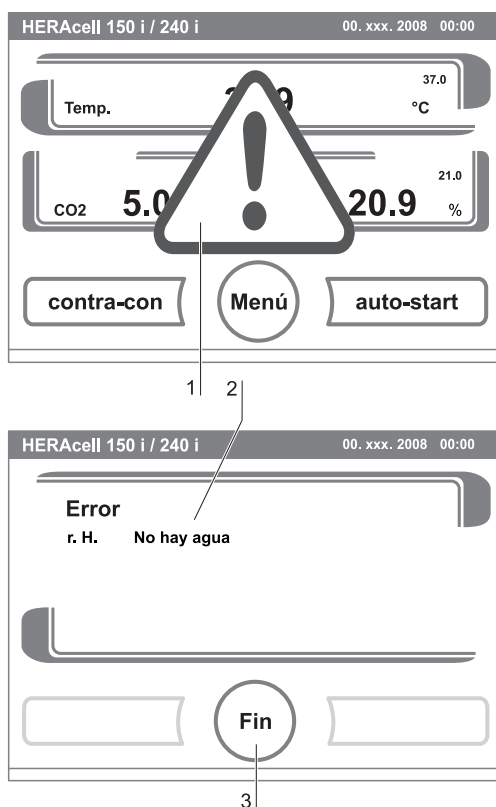 HERAcell 150 i / 240 i 00. xxx. 2008 00:00
37.0
Temp. 9 °C
21.0
CO2 5.0 20.9 %
contra-con Menú auto-start
1 2
HERAcell 150 i / 240 i 00. xxx. 2008 00:00
Error
r. H. No hay agua
Fin
3